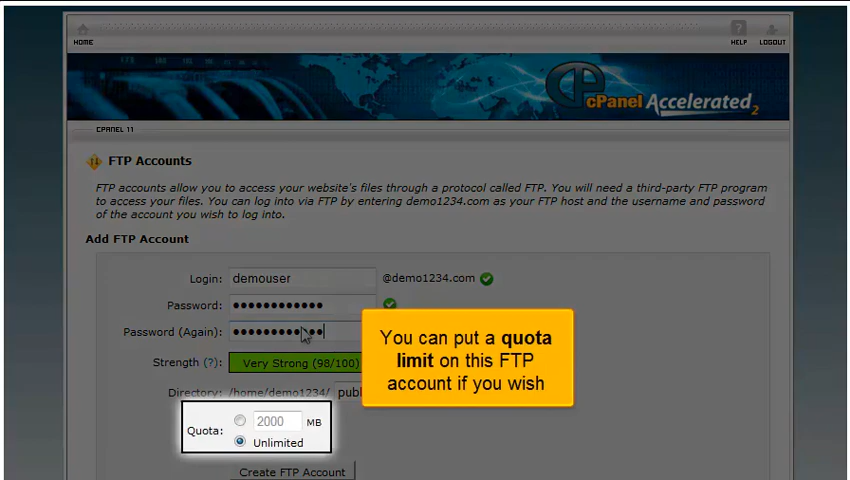 HOME
HELP
LOGOUT
cPanel Accelerated 2
CPANEL 11
FTP Accounts
FTP accounts allow you to access your website's files through a protocol called FTP. You will need a third-party FTP program
to access your files. You can log into via FTP by entering demo1234.com as your FTP host and the username and password
of the account you wish to log into.
Add FTP Account
Login: demouser @demo1234.com
Password: ••••••••••••
Password (Again): ••••••••••••
Strength (?): Very Strong (98/100)
Directory: /home/demo1234/ publ
You can put a quota
limit on this FTP
account if you wish
Quota: 2000 MB
Unlimited
Create FTP Account